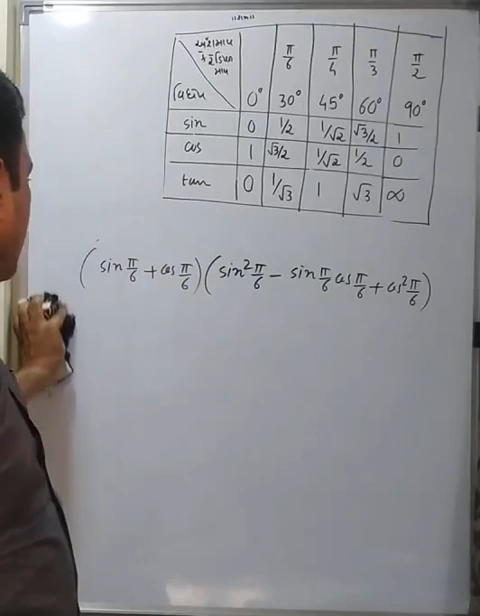 અંશમાપ
રેડિયન માપ
વિધેય
0° π/6 30° π/4 45° π/3 60° π/2 90°
sin 0 1/2 1/√2 √3/2 1
cos 1 √3/2 1/√2 1/2 0
tan 0 1/√3 1 √3 ∞
(sin π/6 + cos π/6)(sin² π/6 − sin π/6 cos π/6 + cos² π/6)